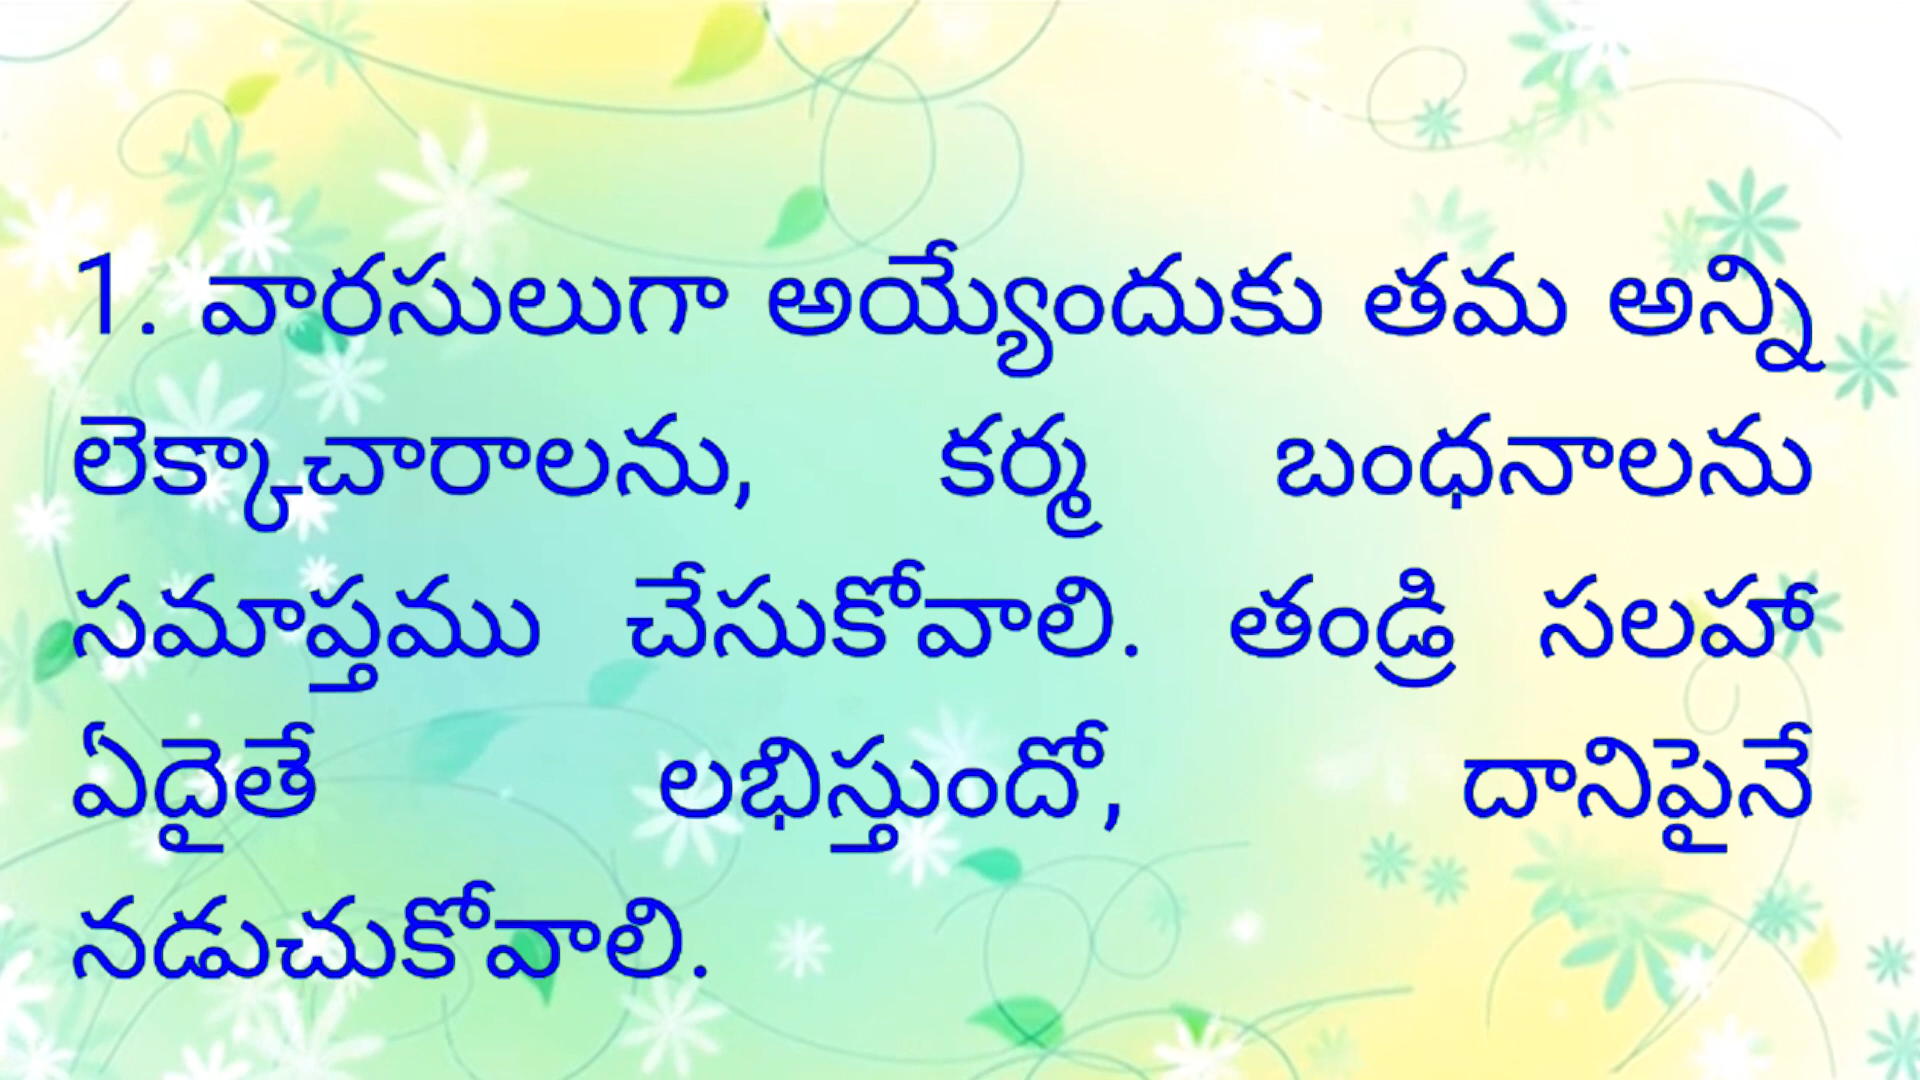 1. వారసులుగా అయ్యేందుకు తమ అన్ని
లెక్కాచారాలను, కర్మ బంధనాలను
సమాప్తము చేసుకోవాలి. తండ్రి సలహా
ఏదైతే లభిస్తుందో, దానిపైనే
నడుచుకోవాలి.